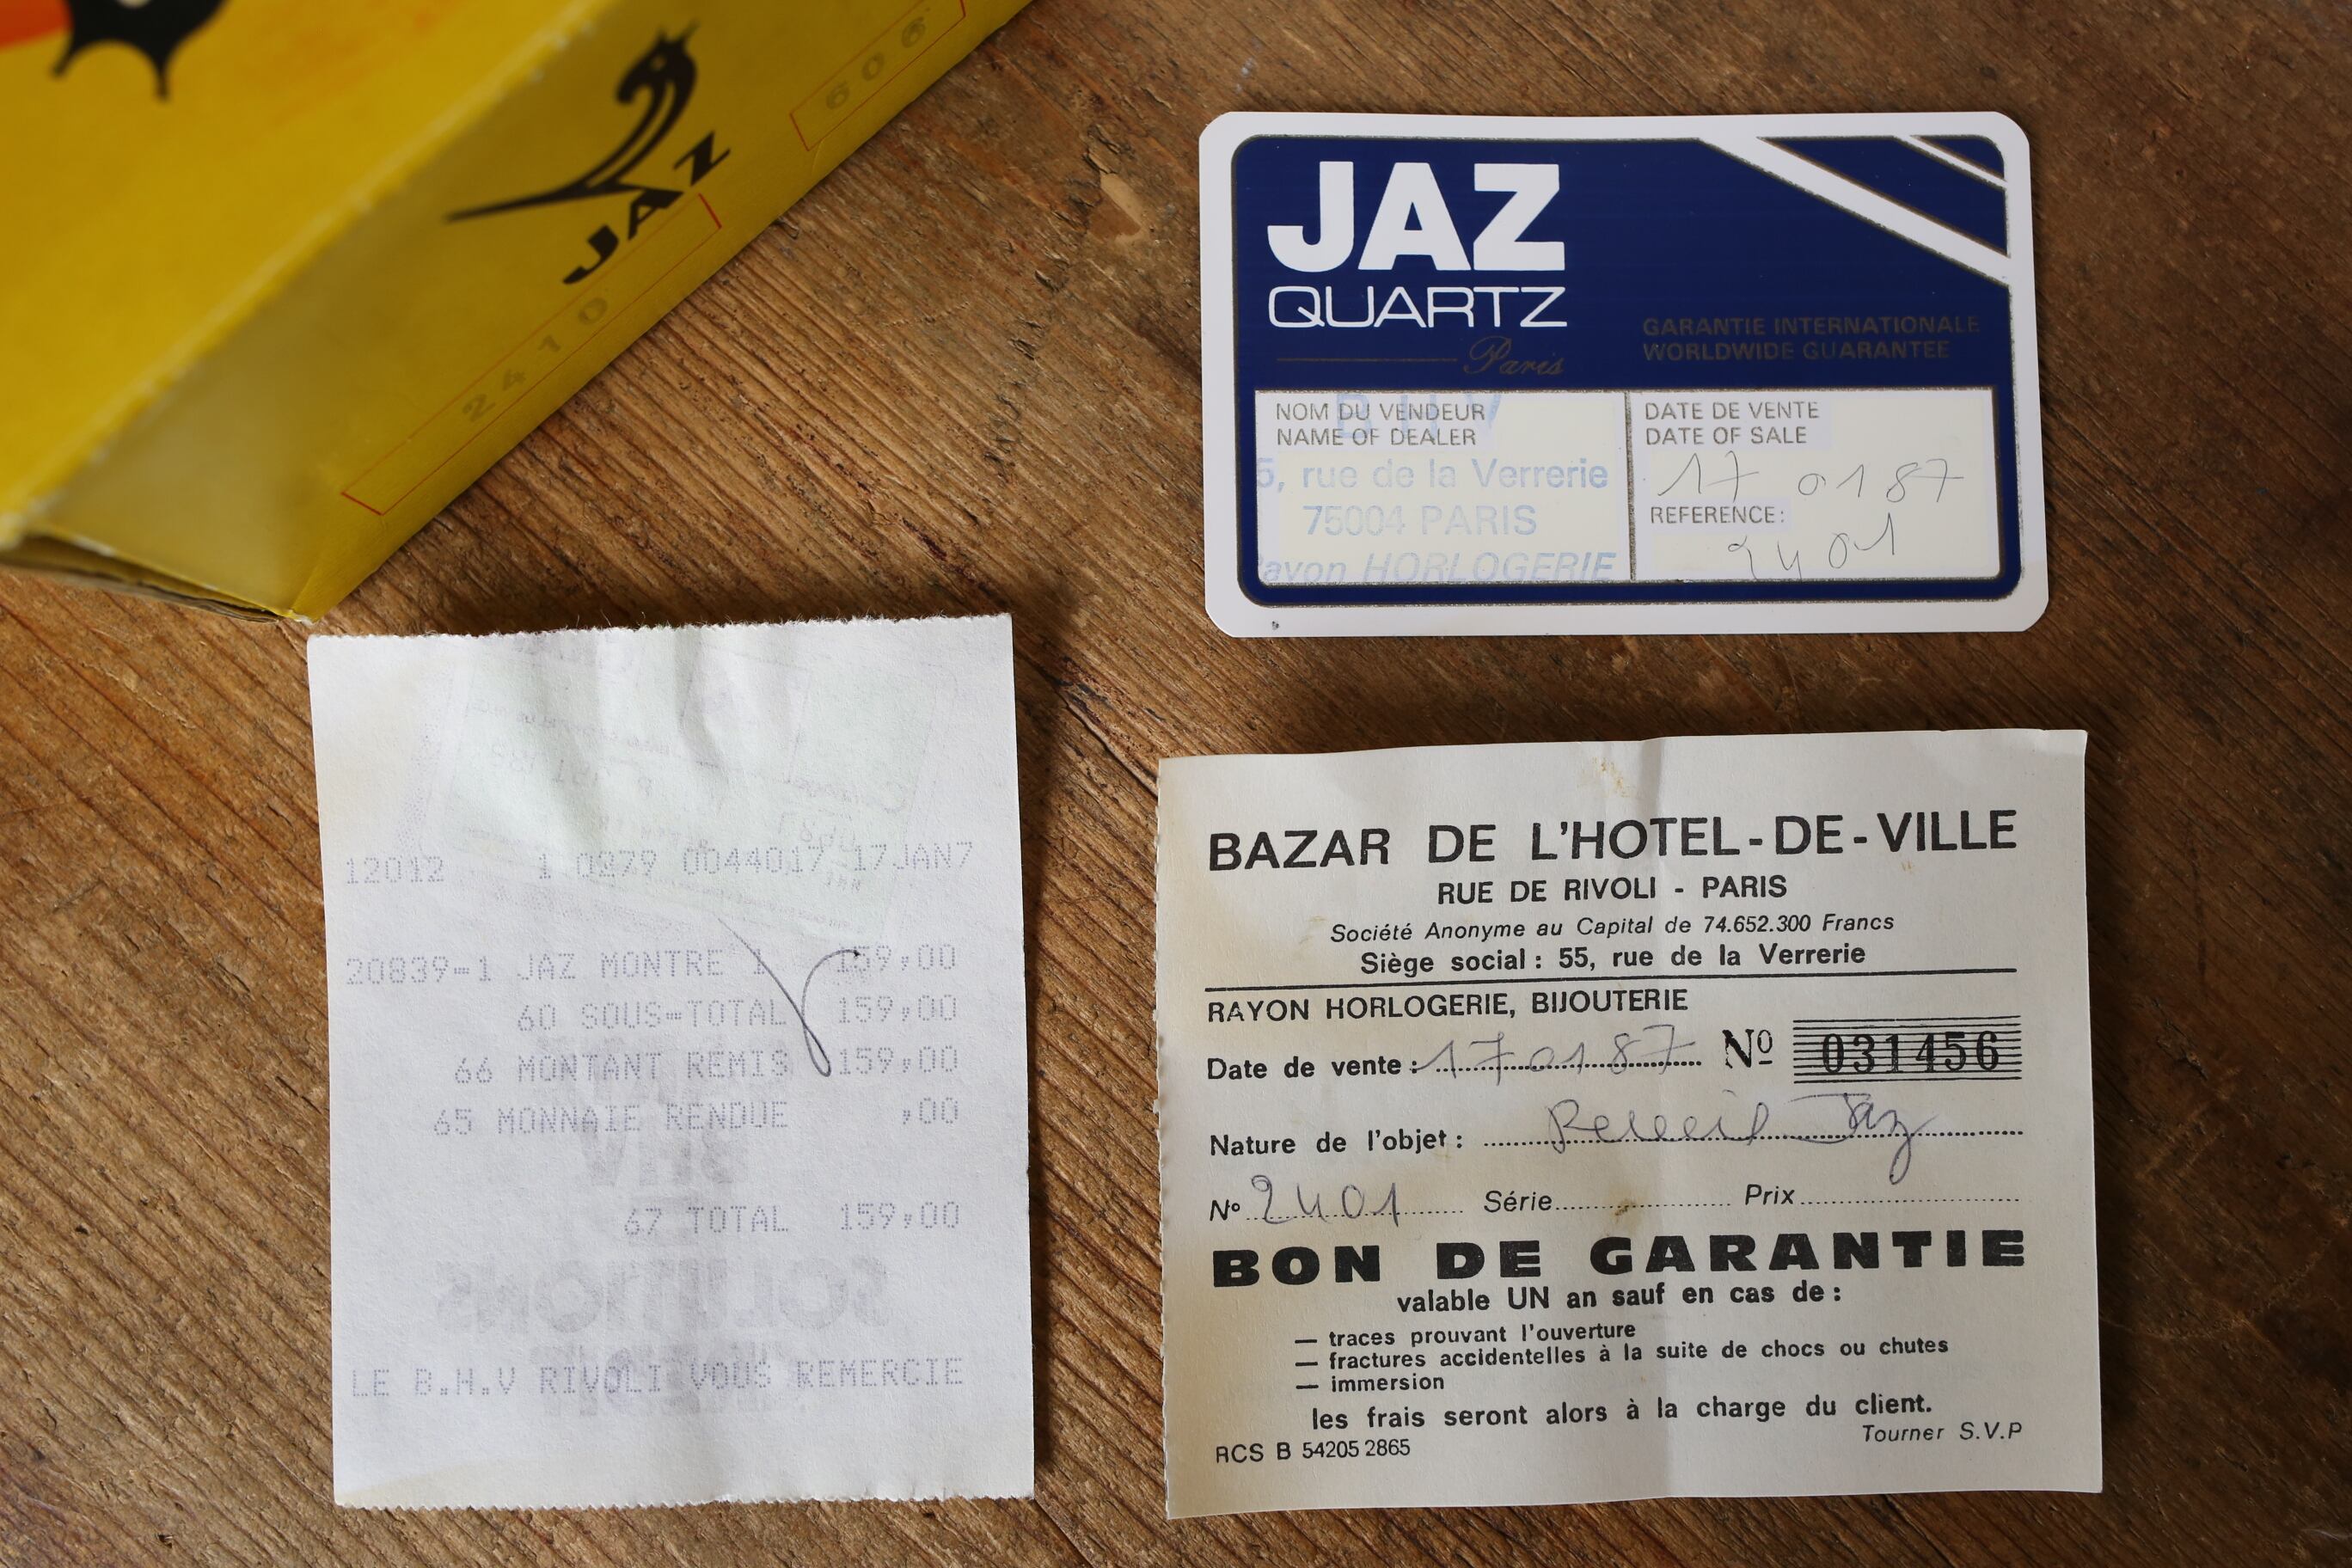 JAZ
606
2410
JAZ
QUARTZ
Paris
GARANTIE INTERNATIONALE
WORLDWIDE GUARANTEE
BHV
NOM DU VENDEUR
NAME OF DEALER
5, rue de la Verrerie
75004 PARIS
ayon HORLOGERIE
DATE DE VENTE
DATE OF SALE
17 01 87
REFERENCE:
2401
12012 1 0279 0044017 17JAN7
20839-1 JAZ MONTRE 1 159,00
60 SOUS-TOTAL 159,00
66 MONTANT REMIS 159,00
65 MONNAIE RENDUE ,00
67 TOTAL 159,00
LE B.H.V RIVOLI VOUS REMERCIE
BAZAR DE L'HOTEL-DE-VILLE
RUE DE RIVOLI - PARIS
Société Anonyme au Capital de 74.652.300 Francs
Siège social : 55, rue de la Verrerie
RAYON HORLOGERIE, BIJOUTERIE
Date de vente : 17 01 87 No 031456
Nature de l'objet : Reveil Jaz
No 2401 Série Prix
BON DE GARANTIE
valable UN an sauf en cas de :
— traces prouvant l'ouverture
— fractures accidentelles à la suite de chocs ou chutes
— immersion
les frais seront alors à la charge du client.
Tourner S.V.P
RCS B 54205 2865